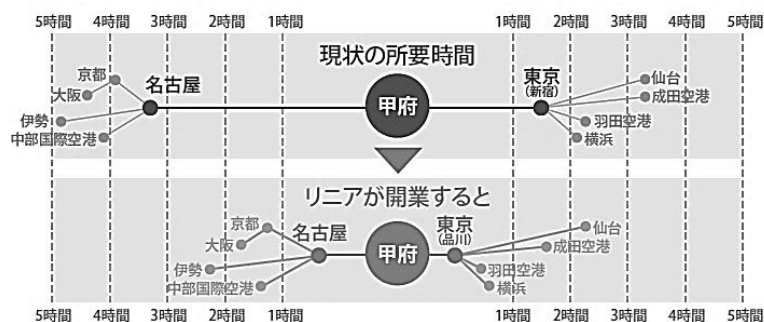 5時間 4時間 3時間 2時間 1時間 1時間 2時間 3時間 4時間 5時間
現状の所要時間
京都
名古屋
大阪
伊勢
中部国際空港
甲府
東京
(新宿)
仙台
成田空港
羽田空港
横浜
リニアが開業すると
京都
名古屋
大阪
伊勢
中部国際空港
甲府
東京
(品川)
仙台
成田空港
羽田空港
横浜
5時間 4時間 3時間 2時間 1時間 1時間 2時間 3時間 4時間 5時間